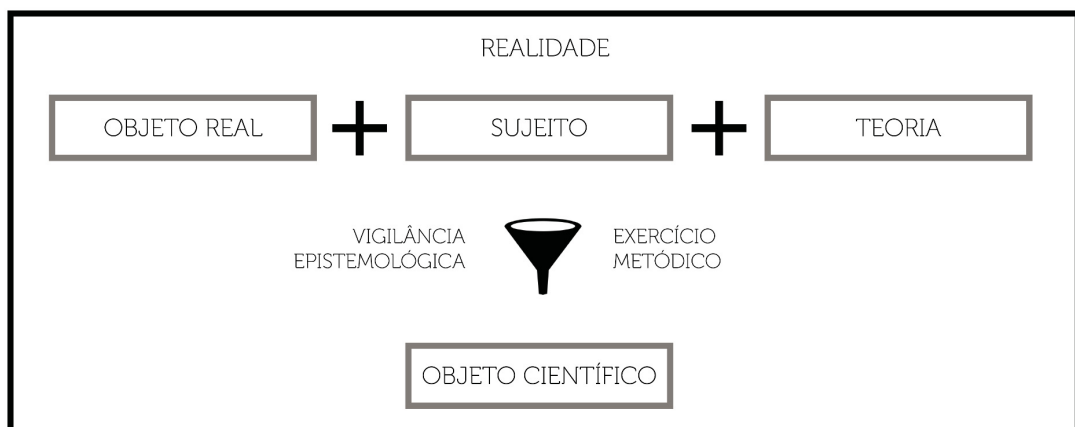 REALIDADE
OBJETO REAL + SUJEITO + TEORIA
VIGILÂNCIA
EPISTEMOLÓGICA
EXERCÍCIO
METÓDICO
OBJETO CIENTÍFICO